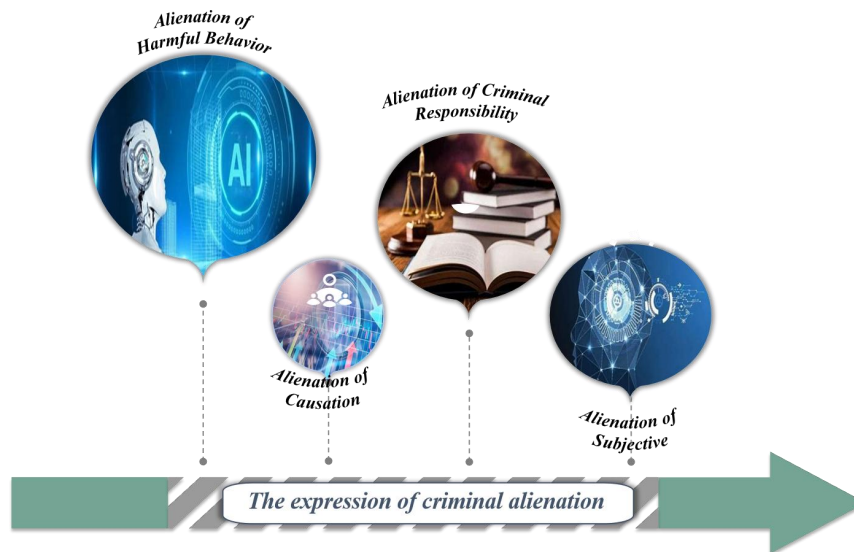 Alienation of
Harmful Behavior
AI
Alienation of Criminal
Responsibility
Alienation of
Causation
Alienation of
Subjective
The expression of criminal alienation